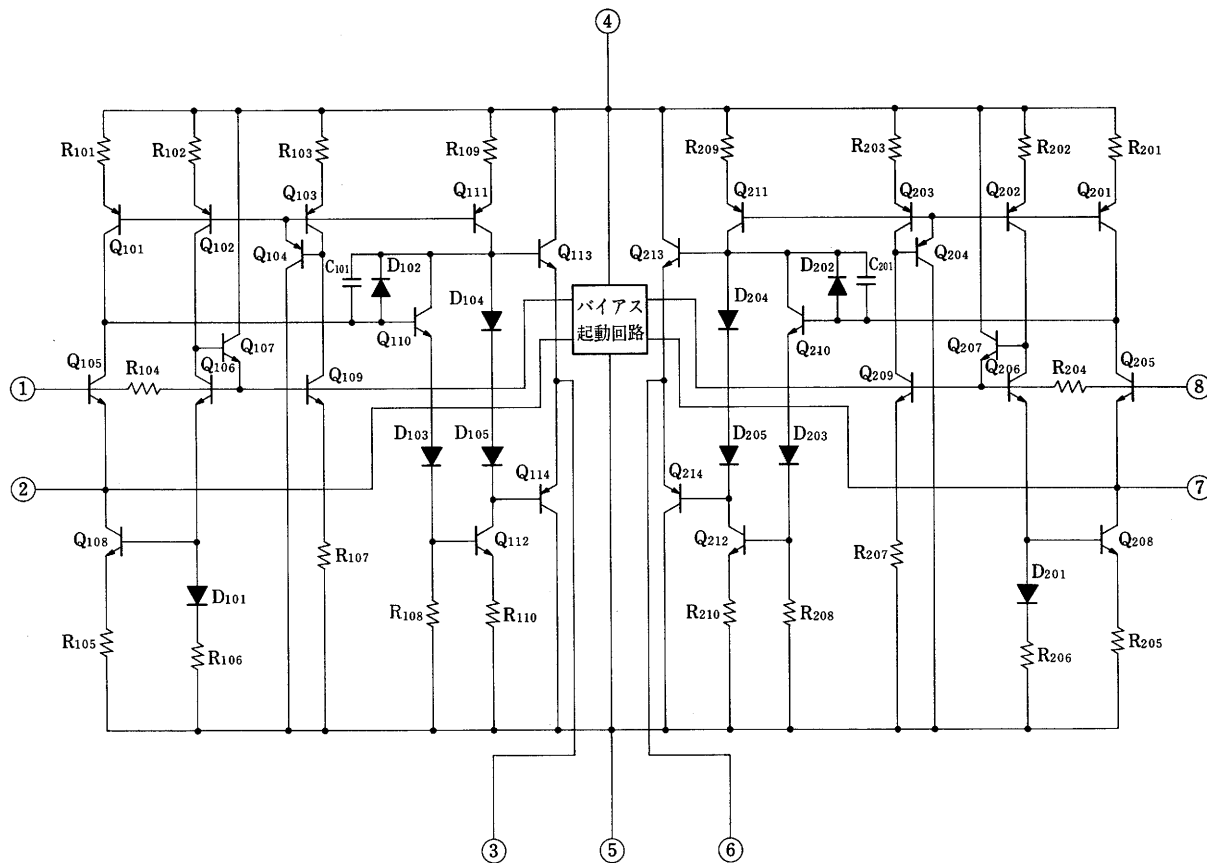 ④
R101
R102
R103
R109
R209
R203
R202
R201
Q103
Q111
Q211
Q203
Q202
Q201
Q101
Q102
Q104
C101
D102
Q113
Q213
D202
C201
Q204
D104
バイアス
起動回路
D204
Q107
Q110
Q210
Q207
Q105
R104
Q106
Q109
Q209
Q206
R204
Q205
①
⑧
D103
D105
D205
D203
Q114
Q214
②
⑦
Q108
Q112
Q212
Q208
R107
R207
D101
D201
R105
R106
R108
R110
R210
R208
R206
R205
③
⑤
⑥